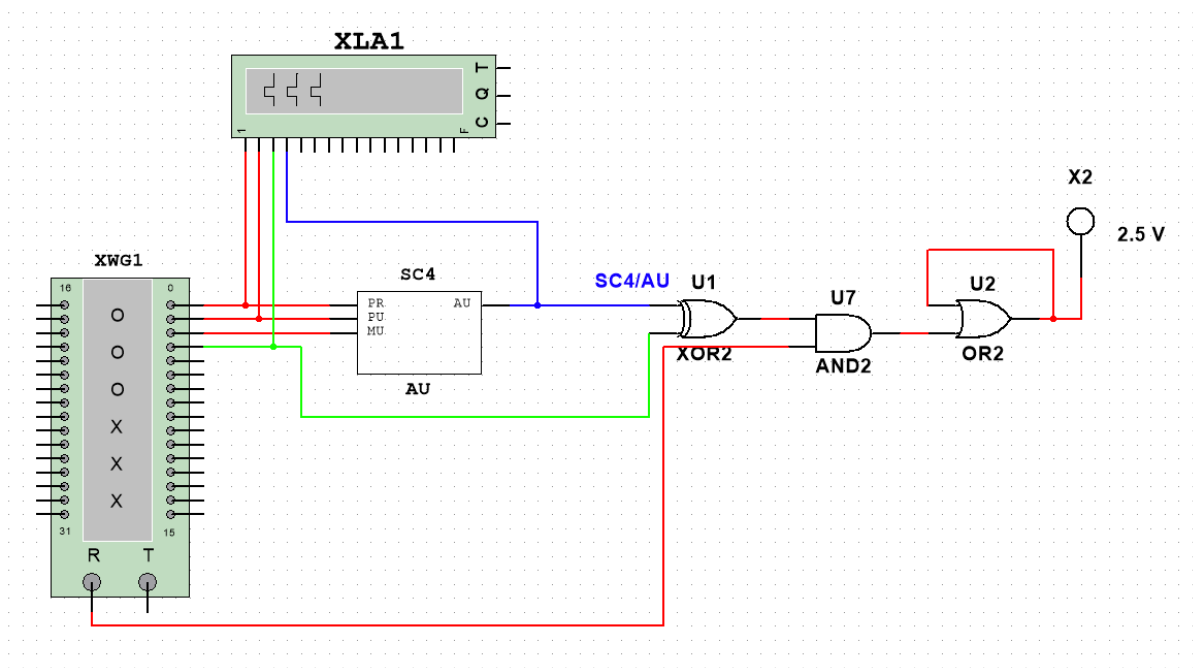 XLA1
T
Q
C
1
F
X2
2.5 V
XWG1
SC4
SC4/AU
U1
16
0
PR
AU
PU
MU
U7
U2
O
O
O
X
X
X
XOR2
AND2
OR2
AU
31
15
R
T